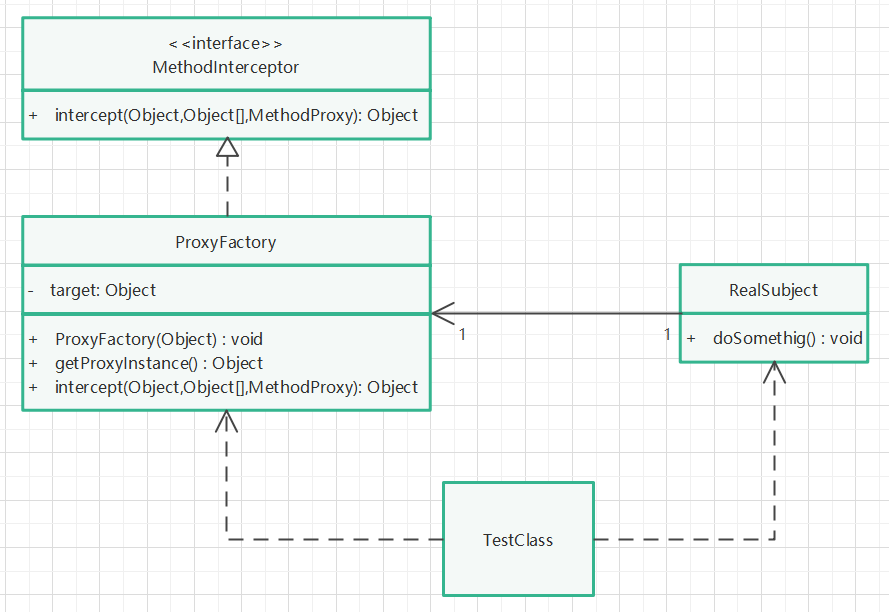 < <interface>>
MethodInterceptor
+ intercept(Object,Object[],MethodProxy): Object
ProxyFactory
- target: Object
+ ProxyFactory(Object) : void
+ getProxyInstance() : Object
+ intercept(Object,Object[],MethodProxy): Object
RealSubject
+ doSomethig() : void
1
1
TestClass